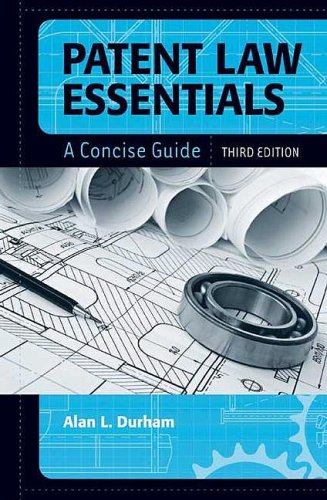 PATENT LAW
ESSENTIALS
A Concise Guide THIRD EDITION
Alan L. Durham